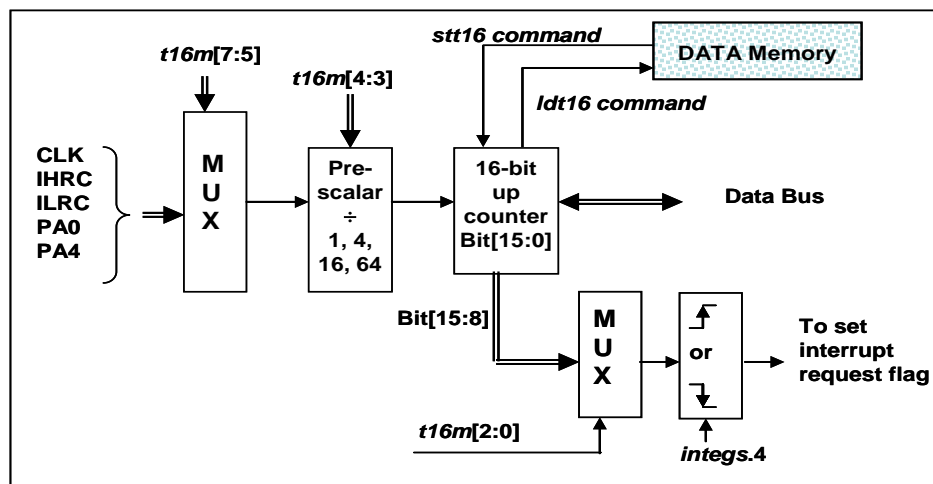 stt16 command
DATA Memory
t16m[7:5]
t16m[4:3]
ldt16 command
CLK
IHRC
ILRC
PA0
PA4
M
U
X
Pre-
scalar
÷
1, 4,
16, 64
16-bit
up
counter
Bit[15:0]
Data Bus
Bit[15:8]
M
U
X
or
To set
interrupt
request flag
t16m[2:0]
integs.4